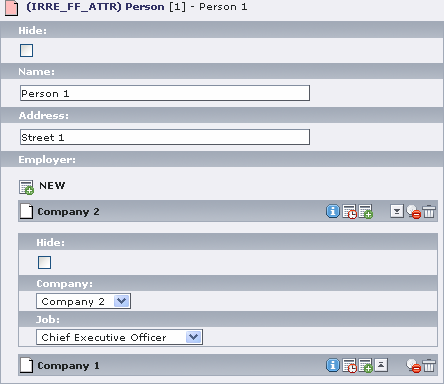 (IRRE_FF_ATTR) Person [1] - Person 1
Hide:
Name:
Person 1
Address:
Street 1
Employer:
NEW
Company 2
Hide:
Company:
Company 2
Job:
Chief Executive Officer
Company 1